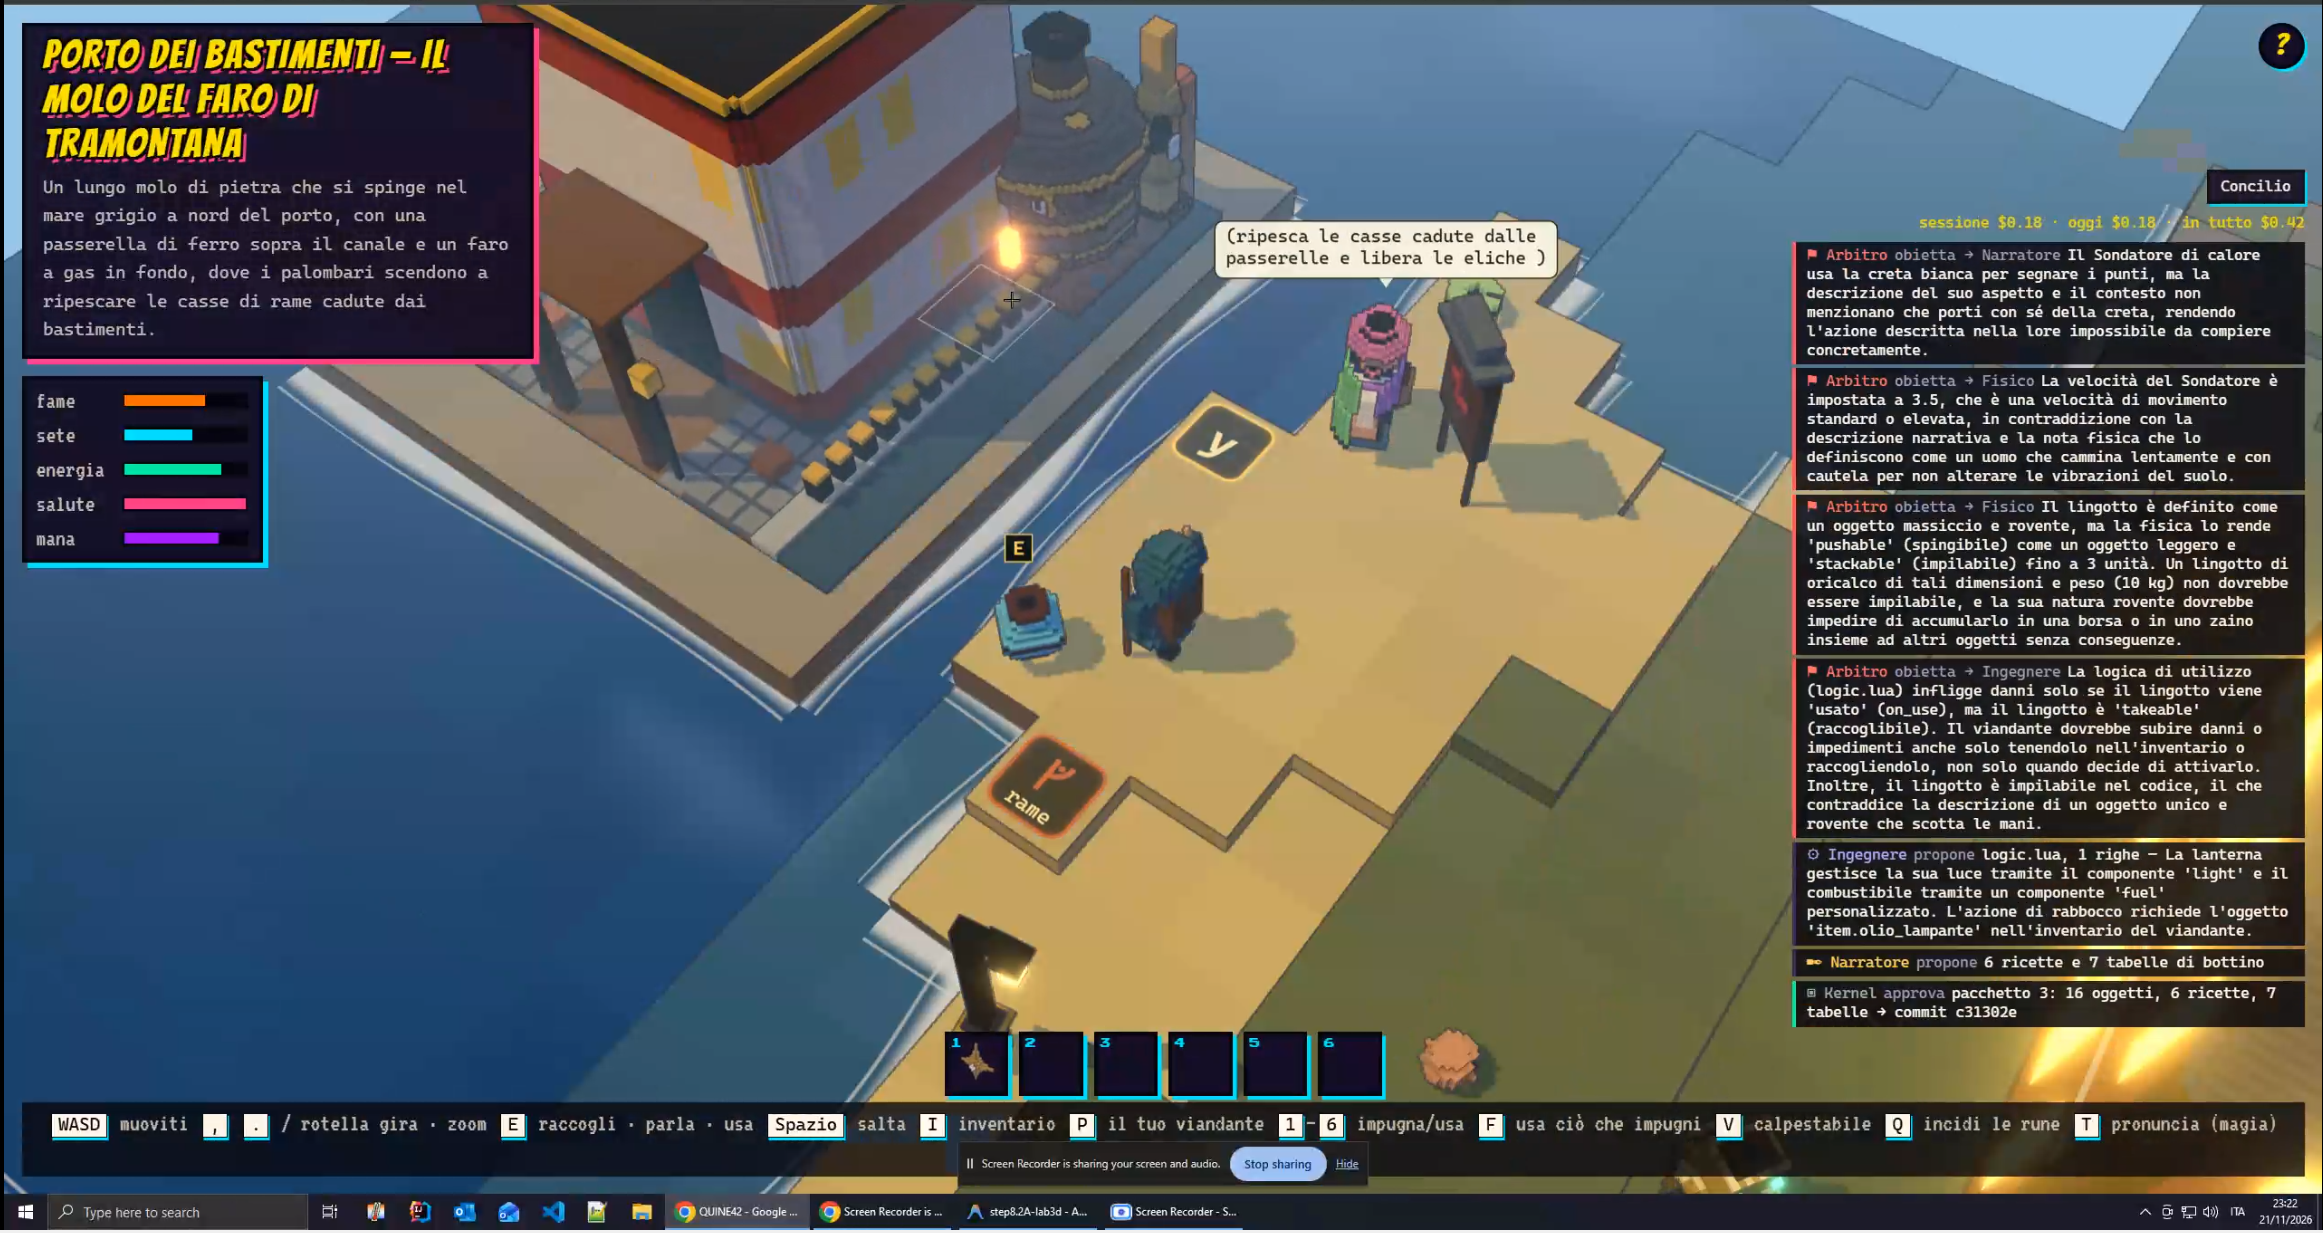 PORTO DEI BASTIMENTI – IL
MOLO DEL FARO DI
TRAMONTANA
Un lungo molo di pietra che si spinge nel
mare grigio a nord del porto, con una
passerella di ferro sopra il canale e un faro
a gas in fondo, dove i palombari scendono a
ripescare le casse di rame cadute dai
bastimenti.
fame
sete
energia
salute
mana
(ripesca le casse cadute dalle
passerelle e libera le eliche )
y
E
rame
?
Concilio
sessione $0.18 · oggi $0.18 · in tutto $0.42
Arbitro obietta → Narratore Il Sondatore di calore
usa la creta bianca per segnare i punti, ma la
descrizione del suo aspetto e il contesto non
menzionano che porti con sé della creta, rendendo
l'azione descritta nella lore impossibile da compiere
concretamente.
Arbitro obietta → Fisico La velocità del Sondatore è
impostata a 3.5, che è una velocità di movimento
standard o elevata, in contraddizione con la
descrizione narrativa e la nota fisica che lo
definiscono come un uomo che cammina lentamente e con
cautela per non alterare le vibrazioni del suolo.
Arbitro obietta → Fisico Il lingotto è definito come
un oggetto massiccio e rovente, ma la fisica lo rende
'pushable' (spingibile) come un oggetto leggero e
'stackable' (impilabile) fino a 3 unità. Un lingotto di
oricalco di tali dimensioni e peso (10 kg) non dovrebbe
essere impilabile, e la sua natura rovente dovrebbe
impedire di accumularlo in una borsa o in uno zaino
insieme ad altri oggetti senza conseguenze.
Arbitro obietta → Ingegnere La logica di utilizzo
(logic.lua) infligge danni solo se il lingotto viene
'usato' (on_use), ma il lingotto è 'takeable'
(raccoglibile). Il viandante dovrebbe subire danni o
impedimenti anche solo tenendolo nell'inventario o
raccogliendolo, non solo quando decide di attivarlo.
Inoltre, il lingotto è impilabile nel codice, il che
contraddice la descrizione di un oggetto unico e
rovente che scotta le mani.
Ingegnere propone logic.lua, 1 righe — La lanterna
gestisce la sua luce tramite il componente 'light' e il
combustibile tramite un componente 'fuel'
personalizzato. L'azione di rabbocco richiede l'oggetto
'item.olio_lampante' nell'inventario del viandante.
Narratore propone 6 ricette e 7 tabelle di bottino
Kernel approva pacchetto 3: 16 oggetti, 6 ricette, 7
tabelle → commit c31302e
1 2 3 4 5 6
WASD muoviti , . / rotella gira · zoom E raccogli · parla · usa Spazio salta I inventario P il tuo viandante 1-6 impugna/usa F usa ciò che impugni V calpestabile Q incidi le rune T pronuncia (magia)
Screen Recorder is sharing your screen and audio. Stop sharing Hide
Type here to search
QUINE42 - Google ...
Screen Recorder is ...
step8.2A-lab3d - A...
Screen Recorder - S...
ITA
23:22
21/11/2026